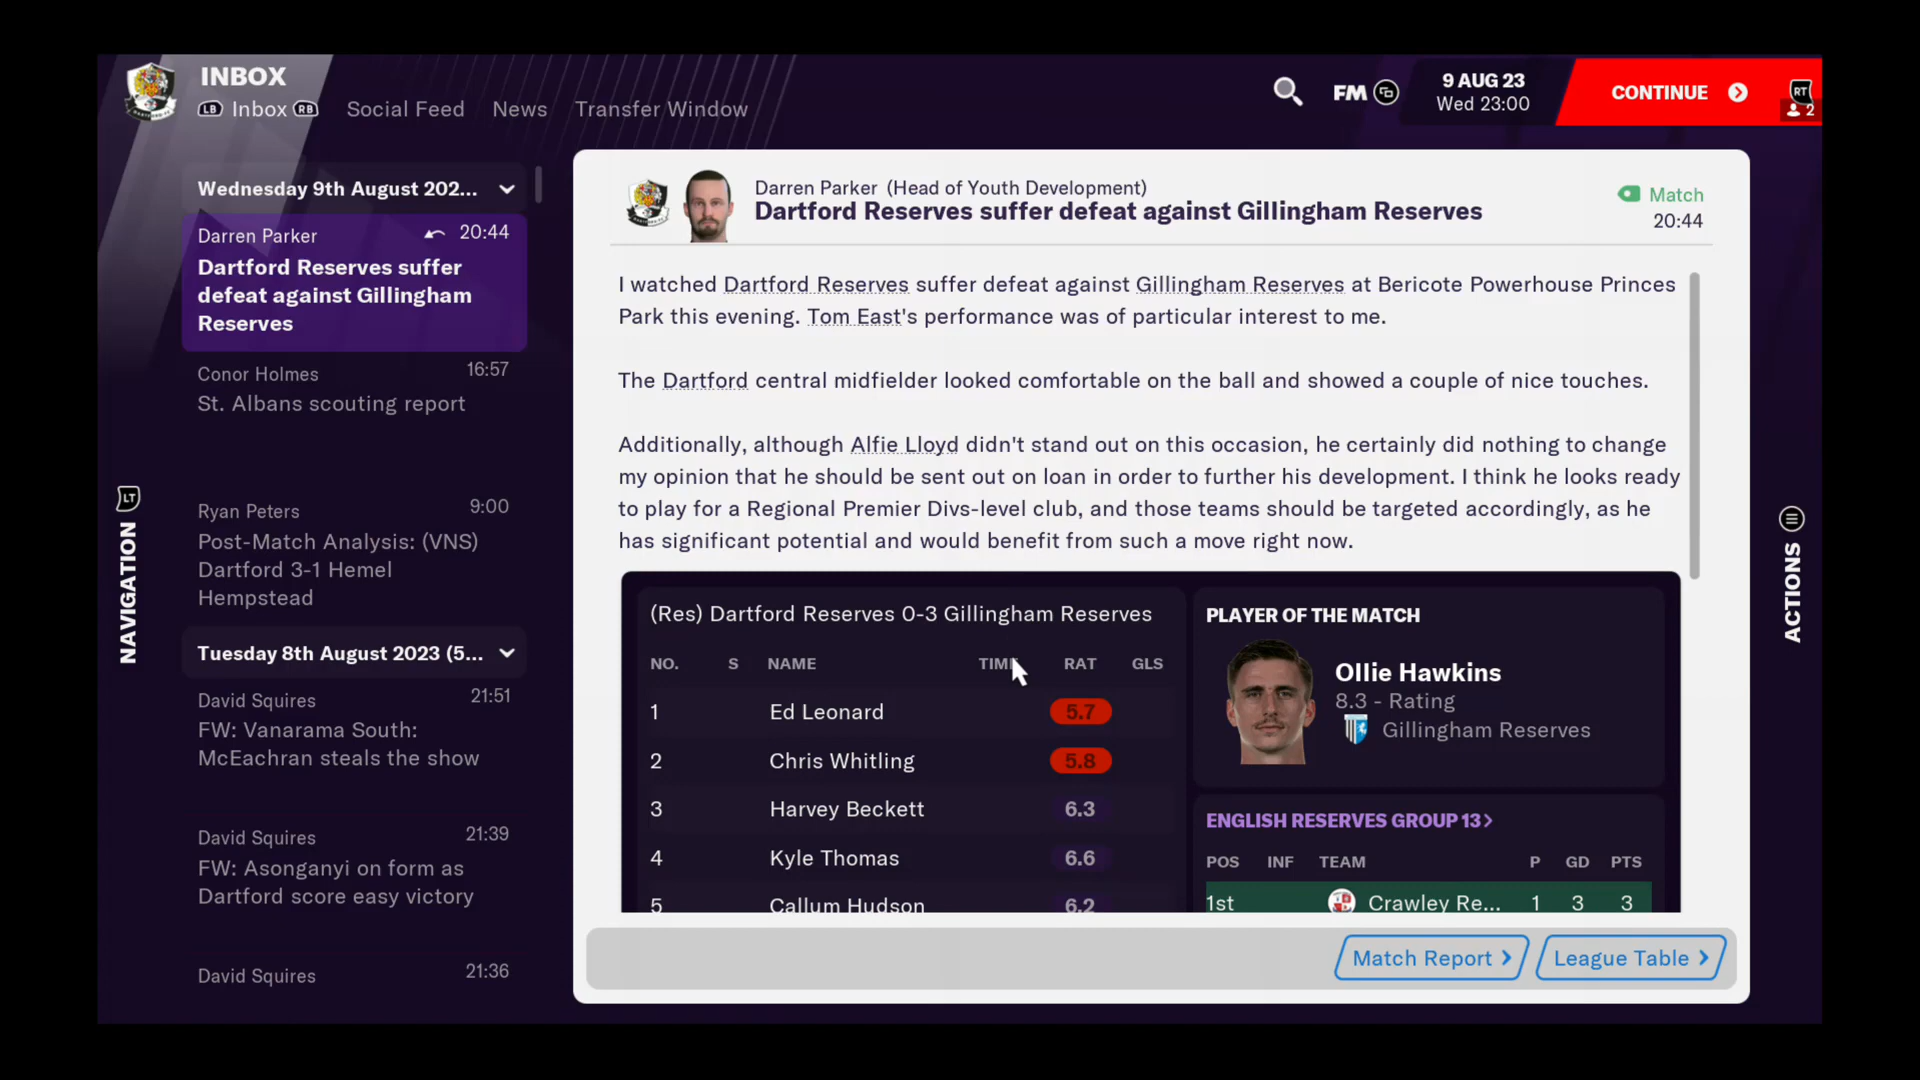 INBOX
LB Inbox RB Social Feed News Transfer Window
FM
9 AUG 23
Wed 23:00
CONTINUE
RT
2
Wednesday 9th August 202...
Darren Parker 20:44
Dartford Reserves suffer
defeat against Gillingham
Reserves
Conor Holmes 16:57
St. Albans scouting report
Ryan Peters 9:00
Post-Match Analysis: (VNS)
Dartford 3-1 Hemel
Hempstead
Tuesday 8th August 2023 (5...
David Squires 21:51
FW: Vanarama South:
McEachran steals the show
David Squires 21:39
FW: Asonganyi on form as
Dartford score easy victory
David Squires 21:36
LT
NAVIGATION
Darren Parker (Head of Youth Development)
Dartford Reserves suffer defeat against Gillingham Reserves
Match
20:44
I watched Dartford Reserves suffer defeat against Gillingham Reserves at Bericote Powerhouse Princes
Park this evening. Tom East's performance was of particular interest to me.
The Dartford central midfielder looked comfortable on the ball and showed a couple of nice touches.
Additionally, although Alfie Lloyd didn't stand out on this occasion, he certainly did nothing to change
my opinion that he should be sent out on loan in order to further his development. I think he looks ready
to play for a Regional Premier Divs-level club, and those teams should be targeted accordingly, as he
has significant potential and would benefit from such a move right now.
(Res) Dartford Reserves 0-3 Gillingham Reserves
NO. S NAME TIME RAT GLS
1 Ed Leonard 5.7
2 Chris Whitling 5.8
3 Harvey Beckett 6.3
4 Kyle Thomas 6.6
5 Callum Hudson 6.2
PLAYER OF THE MATCH
Ollie Hawkins
8.3 - Rating
Gillingham Reserves
ENGLISH RESERVES GROUP 13
POS INF TEAM P GD PTS
1st Crawley Re... 1 3 3
Match Report
League Table
ACTIONS